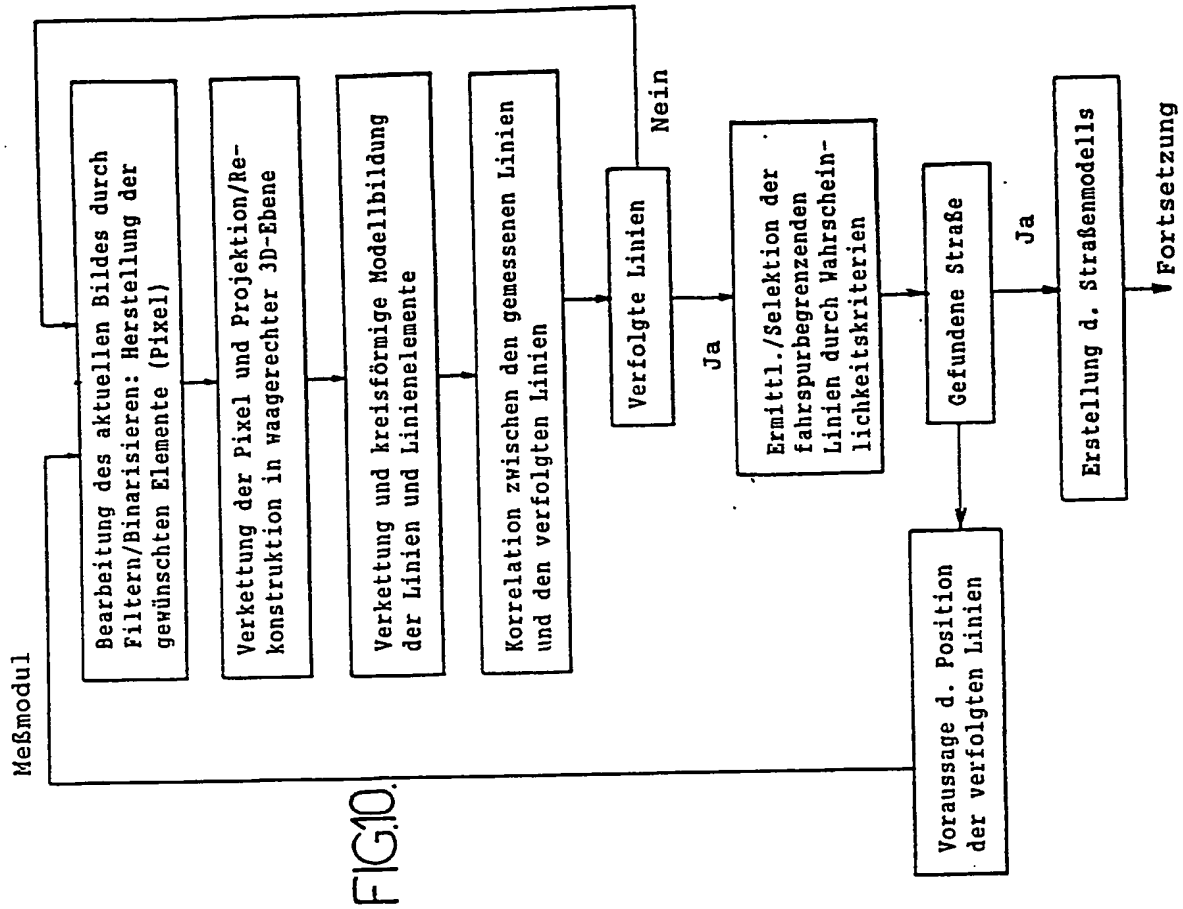 Meßmodul
Bearbeitung des aktuellen Bildes durch
Filtern/Binarisieren: Herstellung der
gewünschten Elemente (Pixel)
Verkettung der Pixel und Projektion/Re-
konstruktion in waagerechter 3D-Ebene
Verkettung und kreisförmige Modellbildung
der Linien und Linienelemente
Korrelation zwischen den gemessenen Linien
und den verfolgten Linien
Verfolgte Linien
Nein
Ja
Ermittl./Selektion der
fahrspurbegrenzenden
Linien durch Wahrschein-
lichkeitskriterien
Gefundene Straße
Ja
Voraussage d. Position
der verfolgten Linien
Erstellung d. Straßenmodells
Fortsetzung
FIG.10.